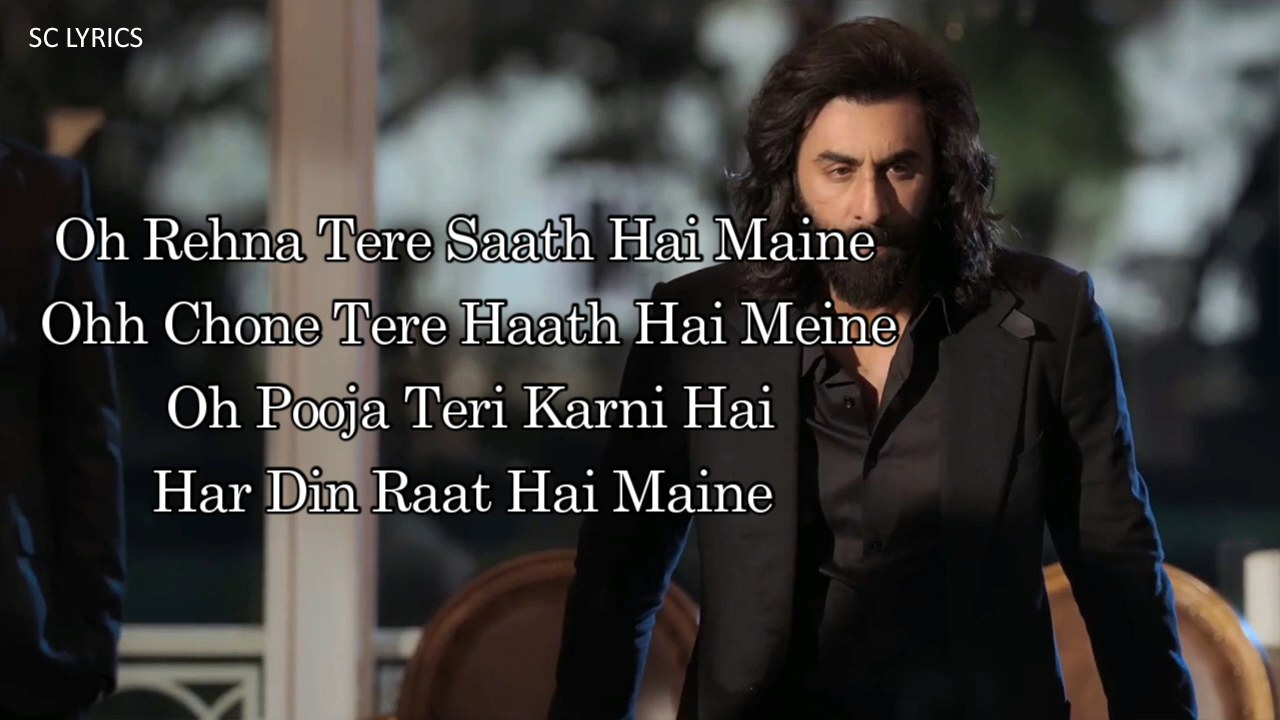 SC LYRICS
Oh Rehna Tere Saath Hai Maine
Ohh Chone Tere Haath Hai Meine
Oh Pooja Teri Karni Hai
Har Din Raat Hai Maine